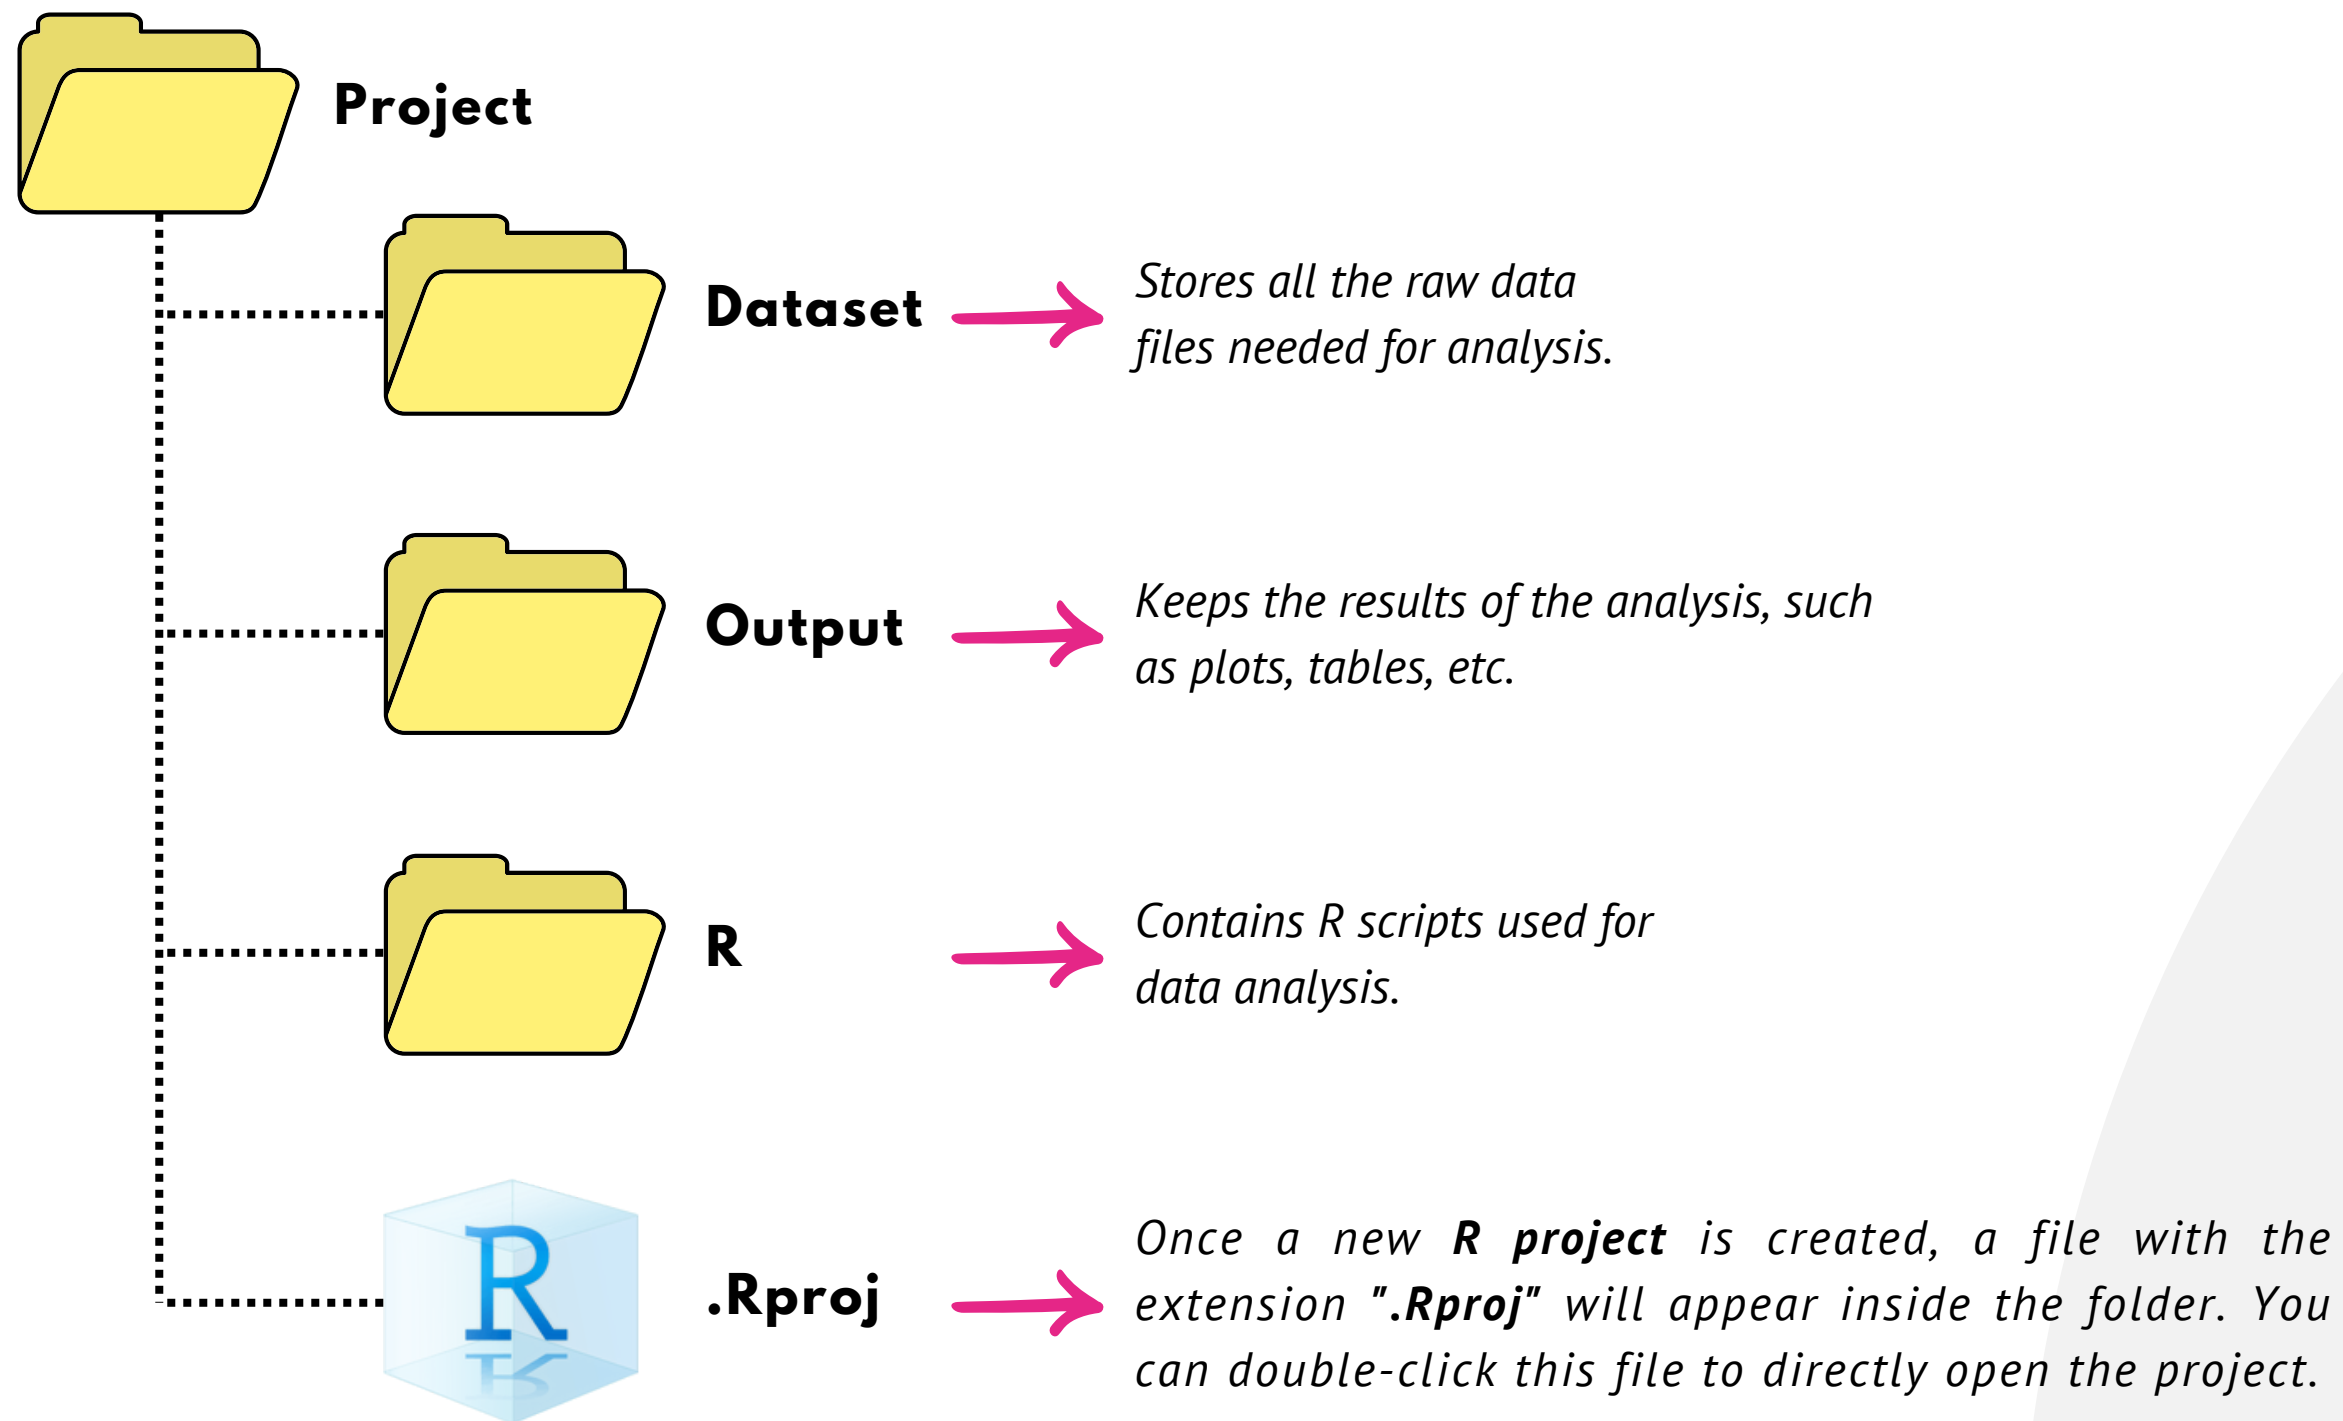 Project
Dataset
Stores all the raw data
files needed for analysis.
Output
Keeps the results of the analysis, such
as plots, tables, etc.
R
Contains R scripts used for
data analysis.
R
.Rproj
Once a new R project is created, a file with the
extension ".Rproj" will appear inside the folder. You
can double-click this file to directly open the project.